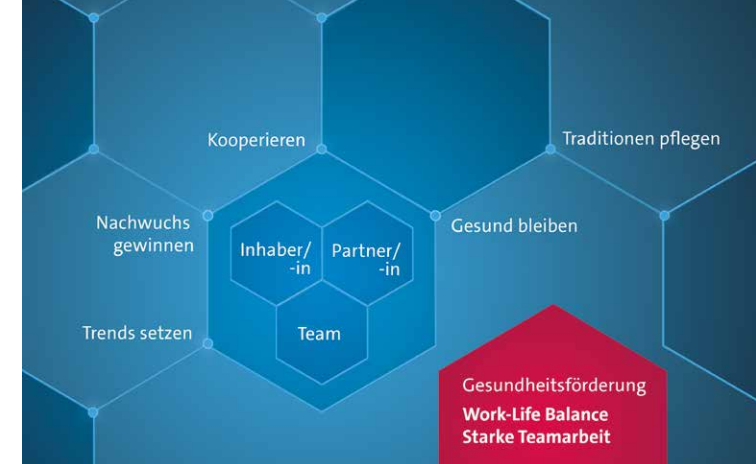 Kooperieren
Traditionen pflegen
Nachwuchs
gewinnen
Gesund bleiben
Inhaber/
-in
Partner/
-in
Trends setzen
Team
Gesundheitsförderung
Work-Life Balance
Starke Teamarbeit